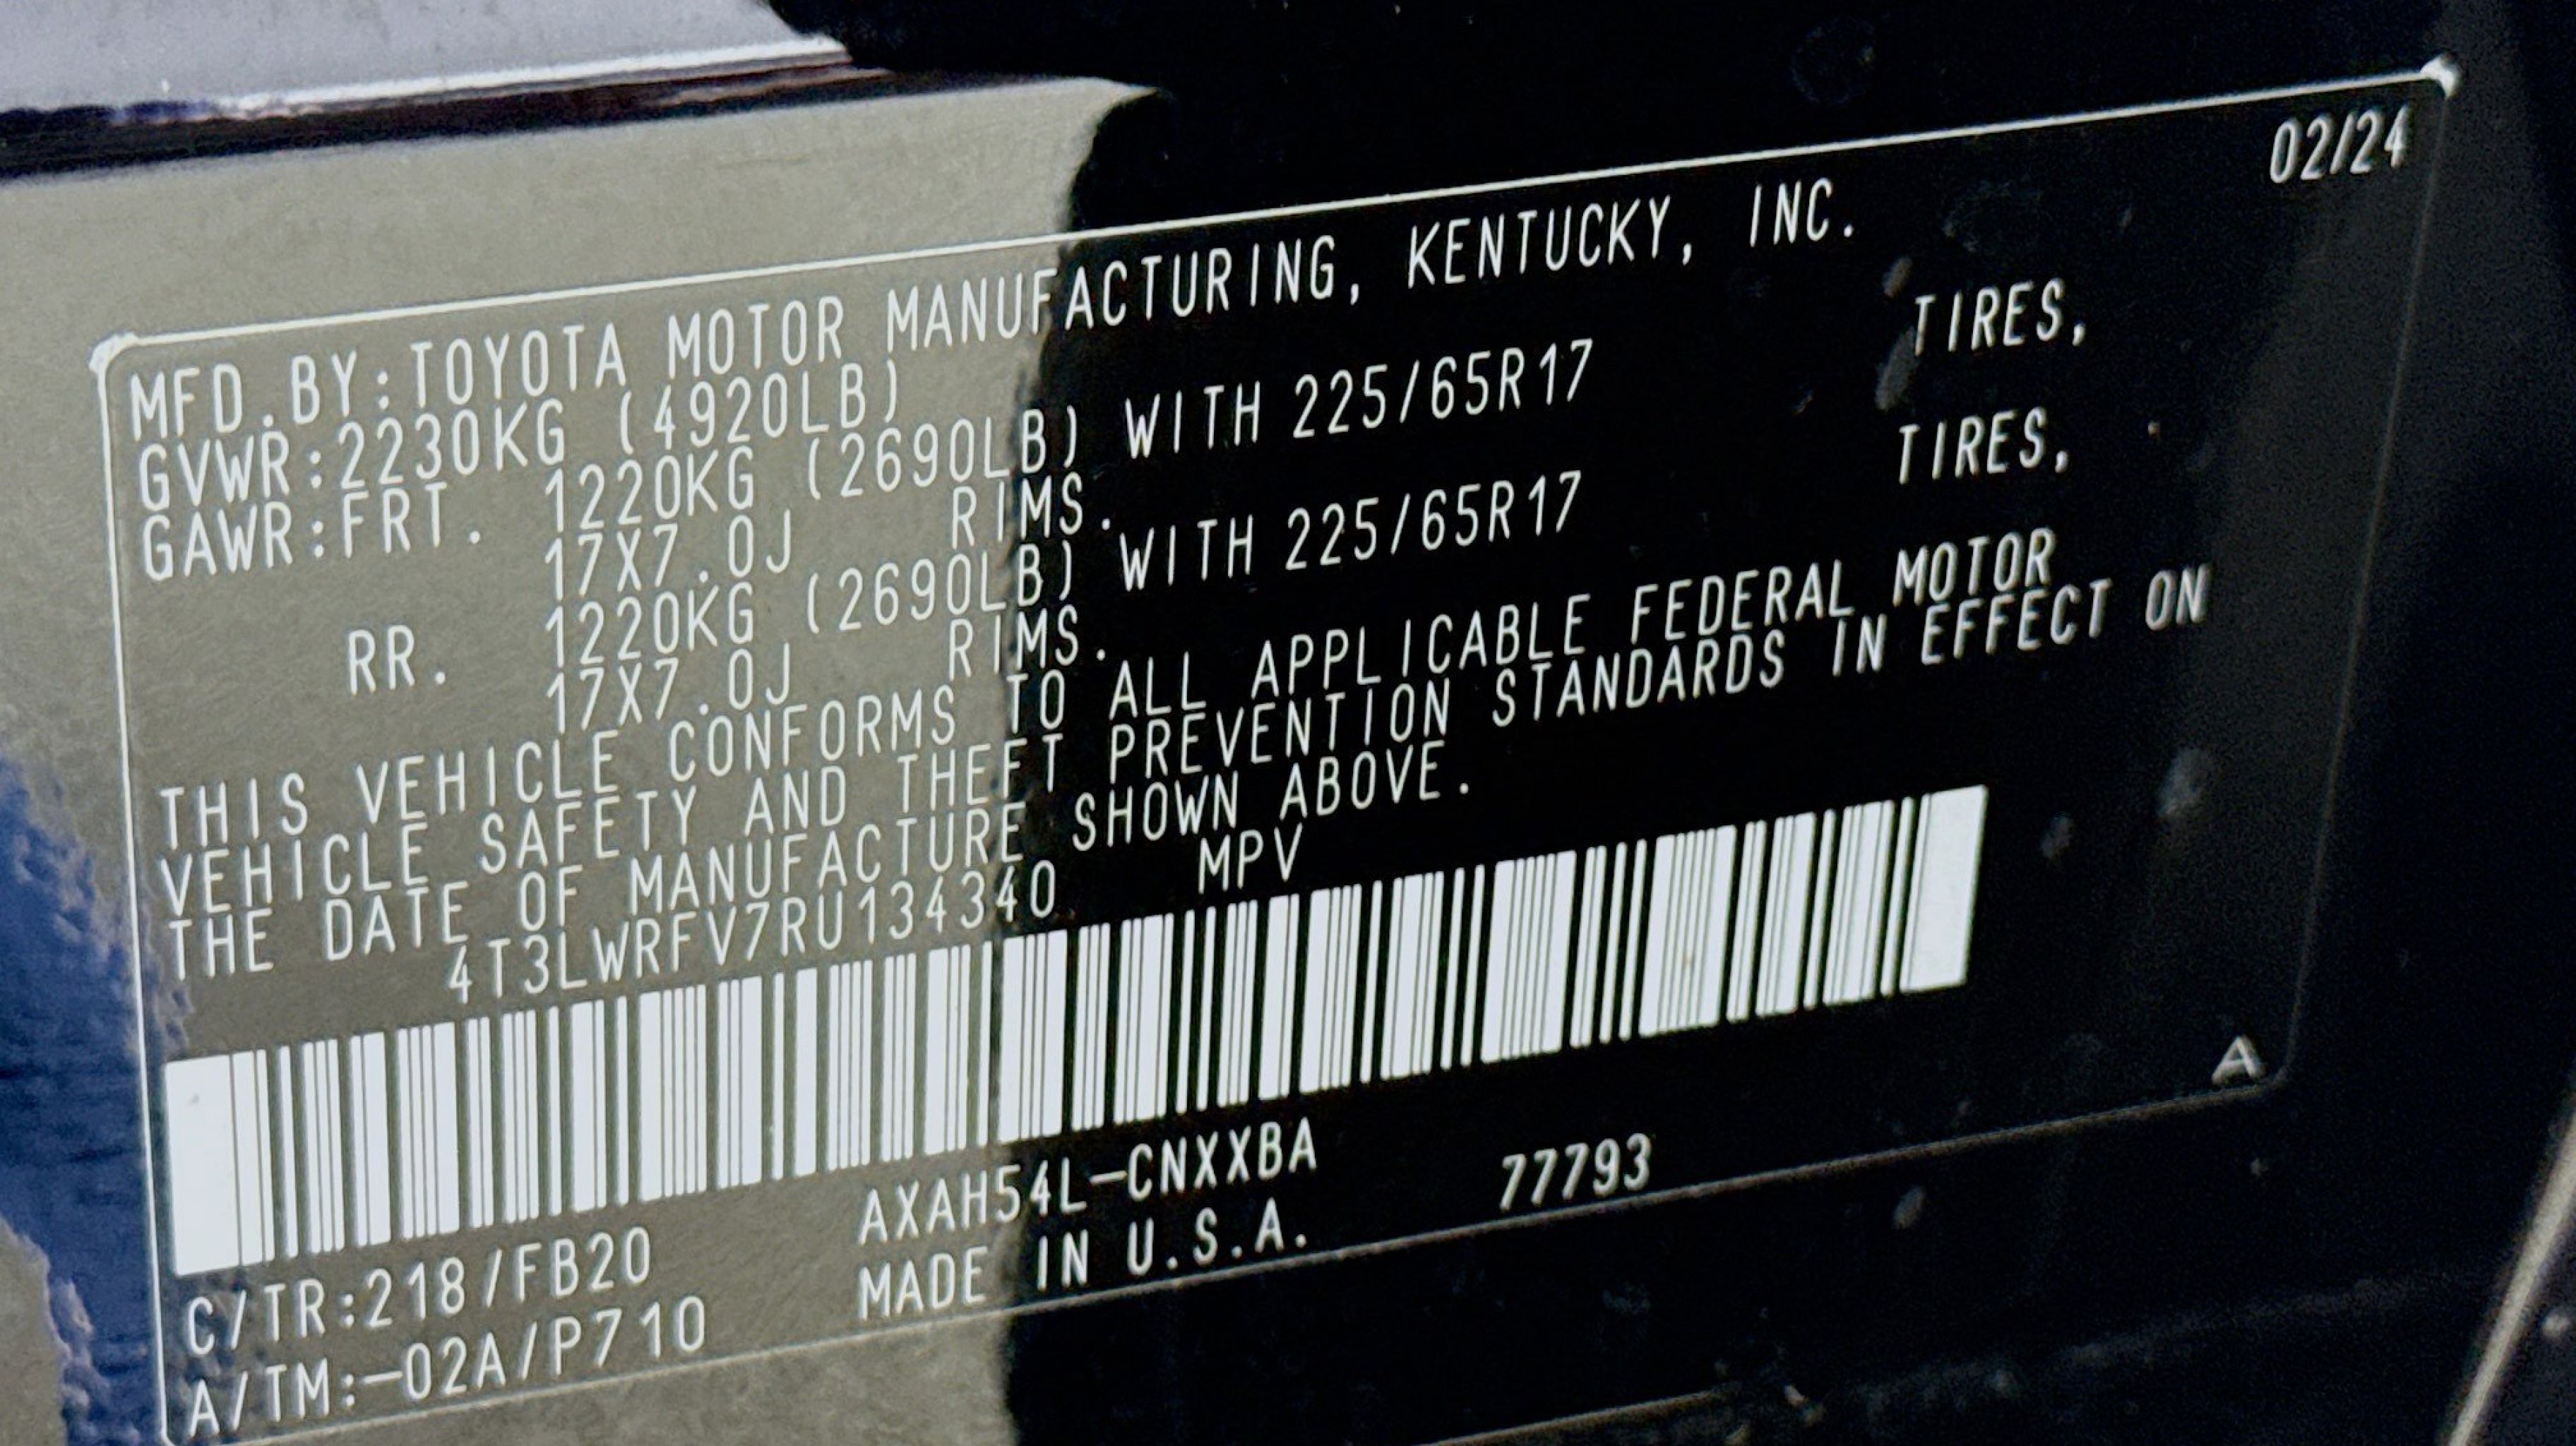 02/24
MFD.BY:TOYOTA MOTOR MANUFACTURING, KENTUCKY, INC.
GVWR:2230KG (4920LB)
GAWR:FRT. 1220KG (2690LB) WITH 225/65R17 TIRES,
17X7.0J RIMS.
RR. 1220KG (2690LB) WITH 225/65R17 TIRES,
17X7.0J RIMS.
THIS VEHICLE CONFORMS TO ALL APPLICABLE FEDERAL MOTOR
VEHICLE SAFETY AND THEFT PREVENTION STANDARDS IN EFFECT ON
THE DATE OF MANUFACTURE SHOWN ABOVE.
4T3LWRFV7RU134340 MPV
A
C/TR:218/FB20 AXAH54L-CNXXBA 77793
A/TM:-02A/P710 MADE IN U.S.A.